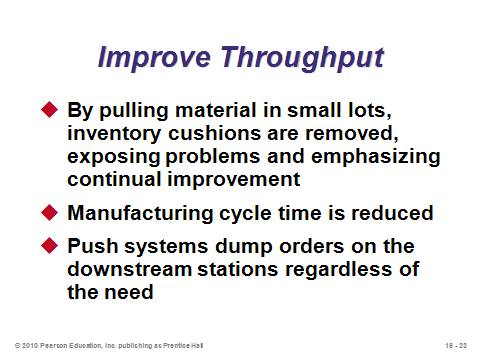 Improve Throughput
◆ By pulling material in small lots,
inventory cushions are removed,
exposing problems and emphasizing
continual improvement
◆ Manufacturing cycle time is reduced
◆ Push systems dump orders on the
downstream stations regardless of
the need
© 2010 Pearson Education, Inc. publishing as Prentice Hall
16 - 23